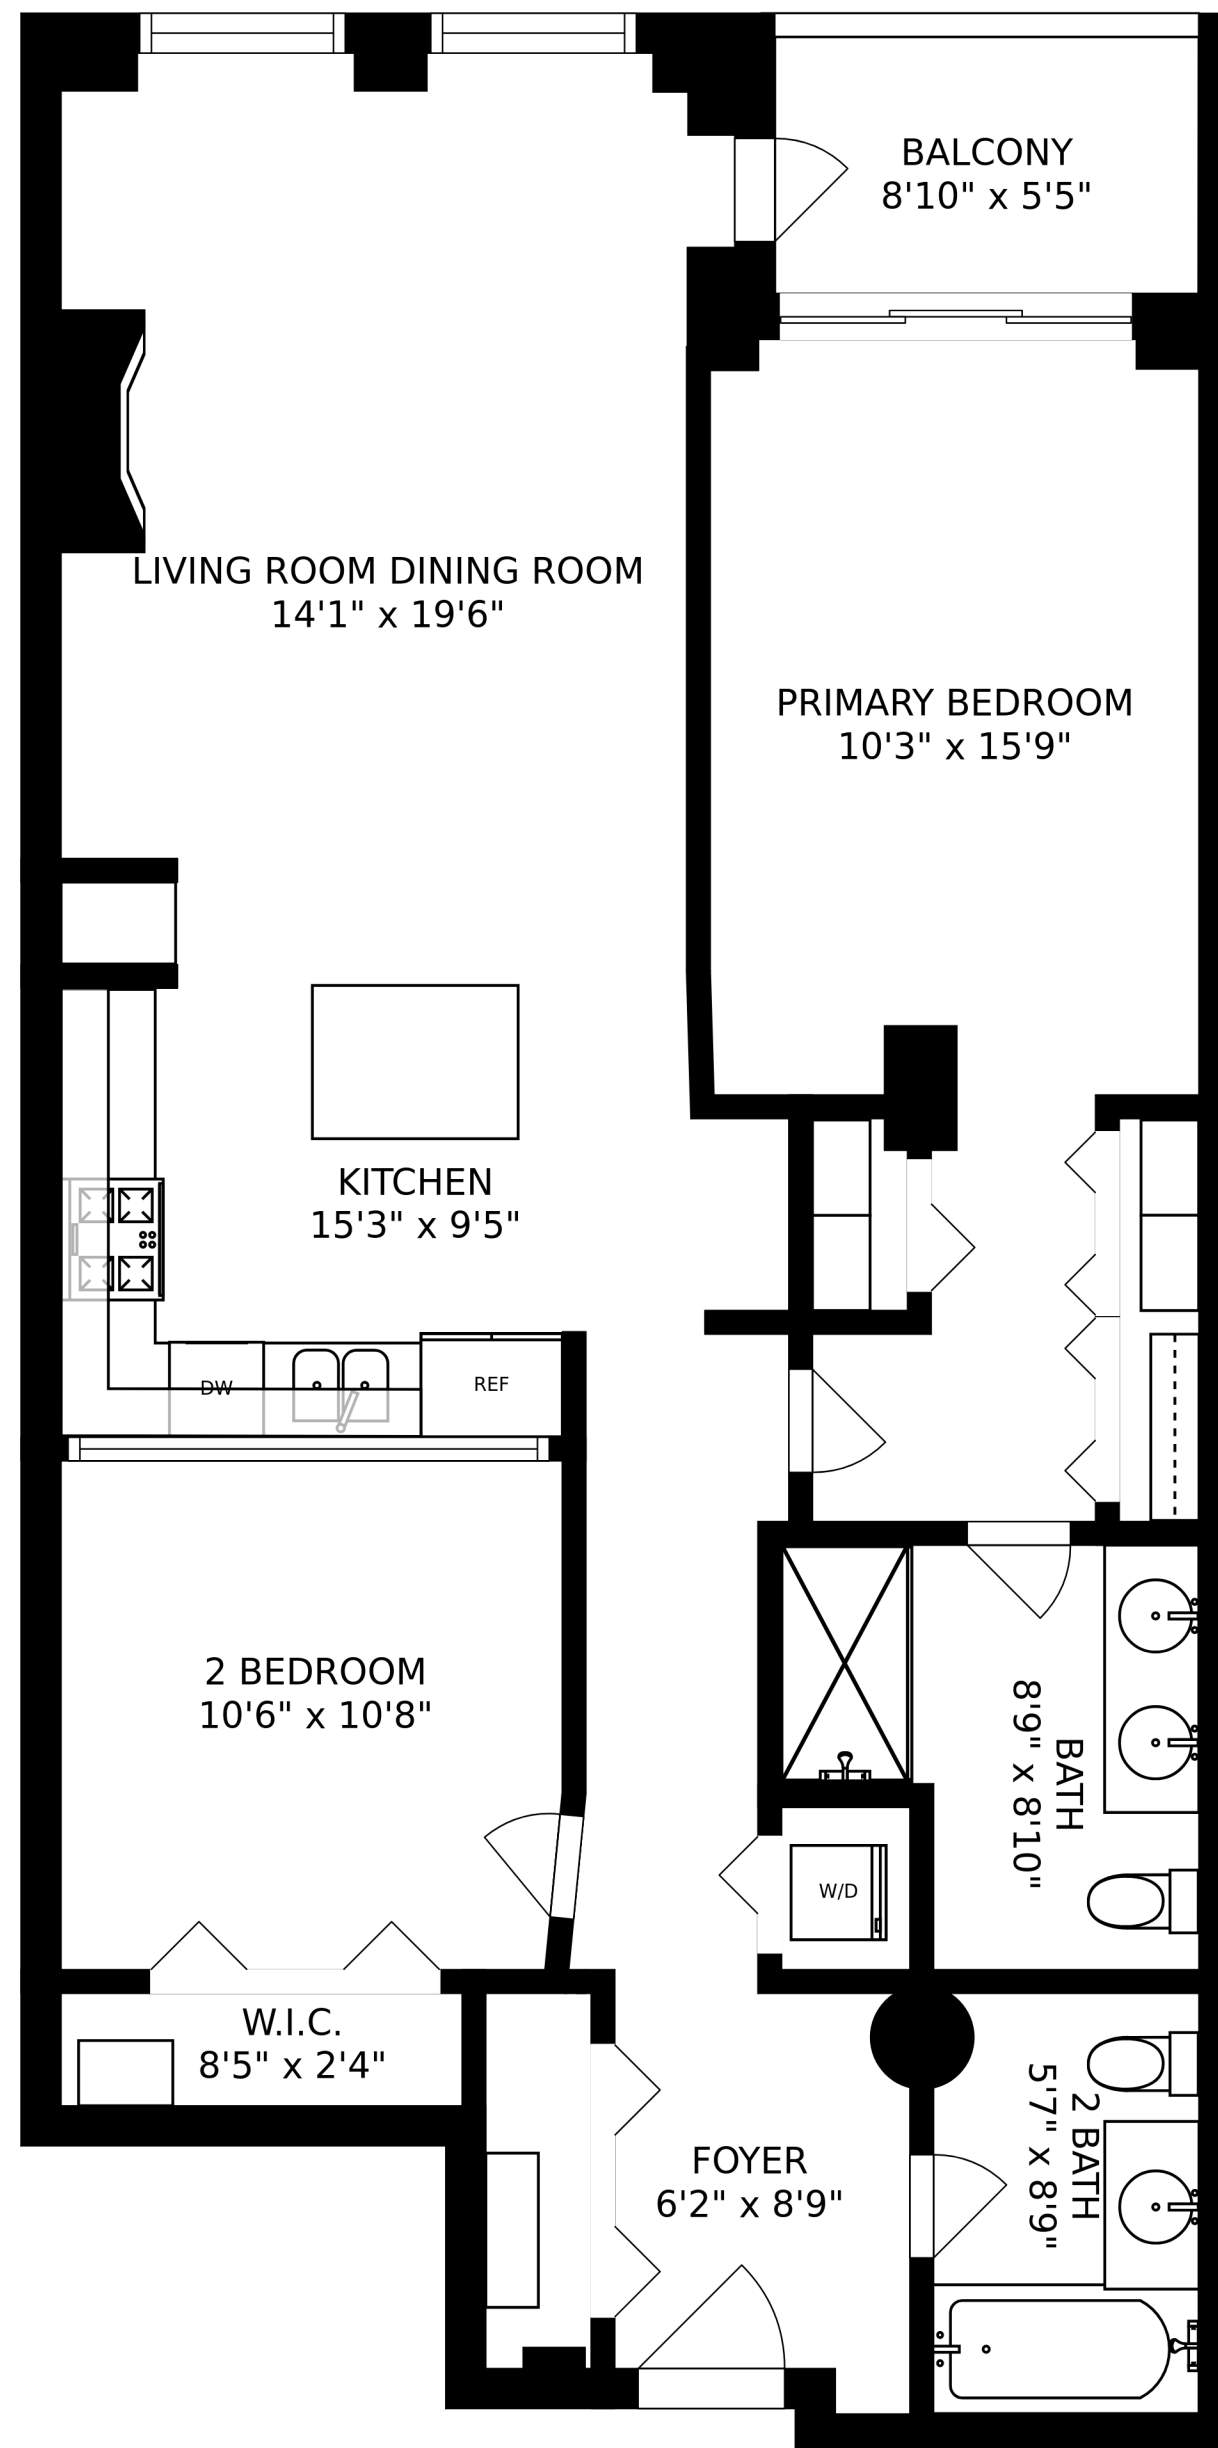 BALCONY
8'10" x 5'5"
LIVING ROOM DINING ROOM
14'1" x 19'6"
PRIMARY BEDROOM
10'3" x 15'9"
KITCHEN
15'3" x 9'5"
DW
REF
2 BEDROOM
10'6" x 10'8"
BATH
8'9" x 8'10"
W/D
W.I.C.
8'5" x 2'4"
FOYER
6'2" x 8'9"
2 BATH
5'7" x 8'9"